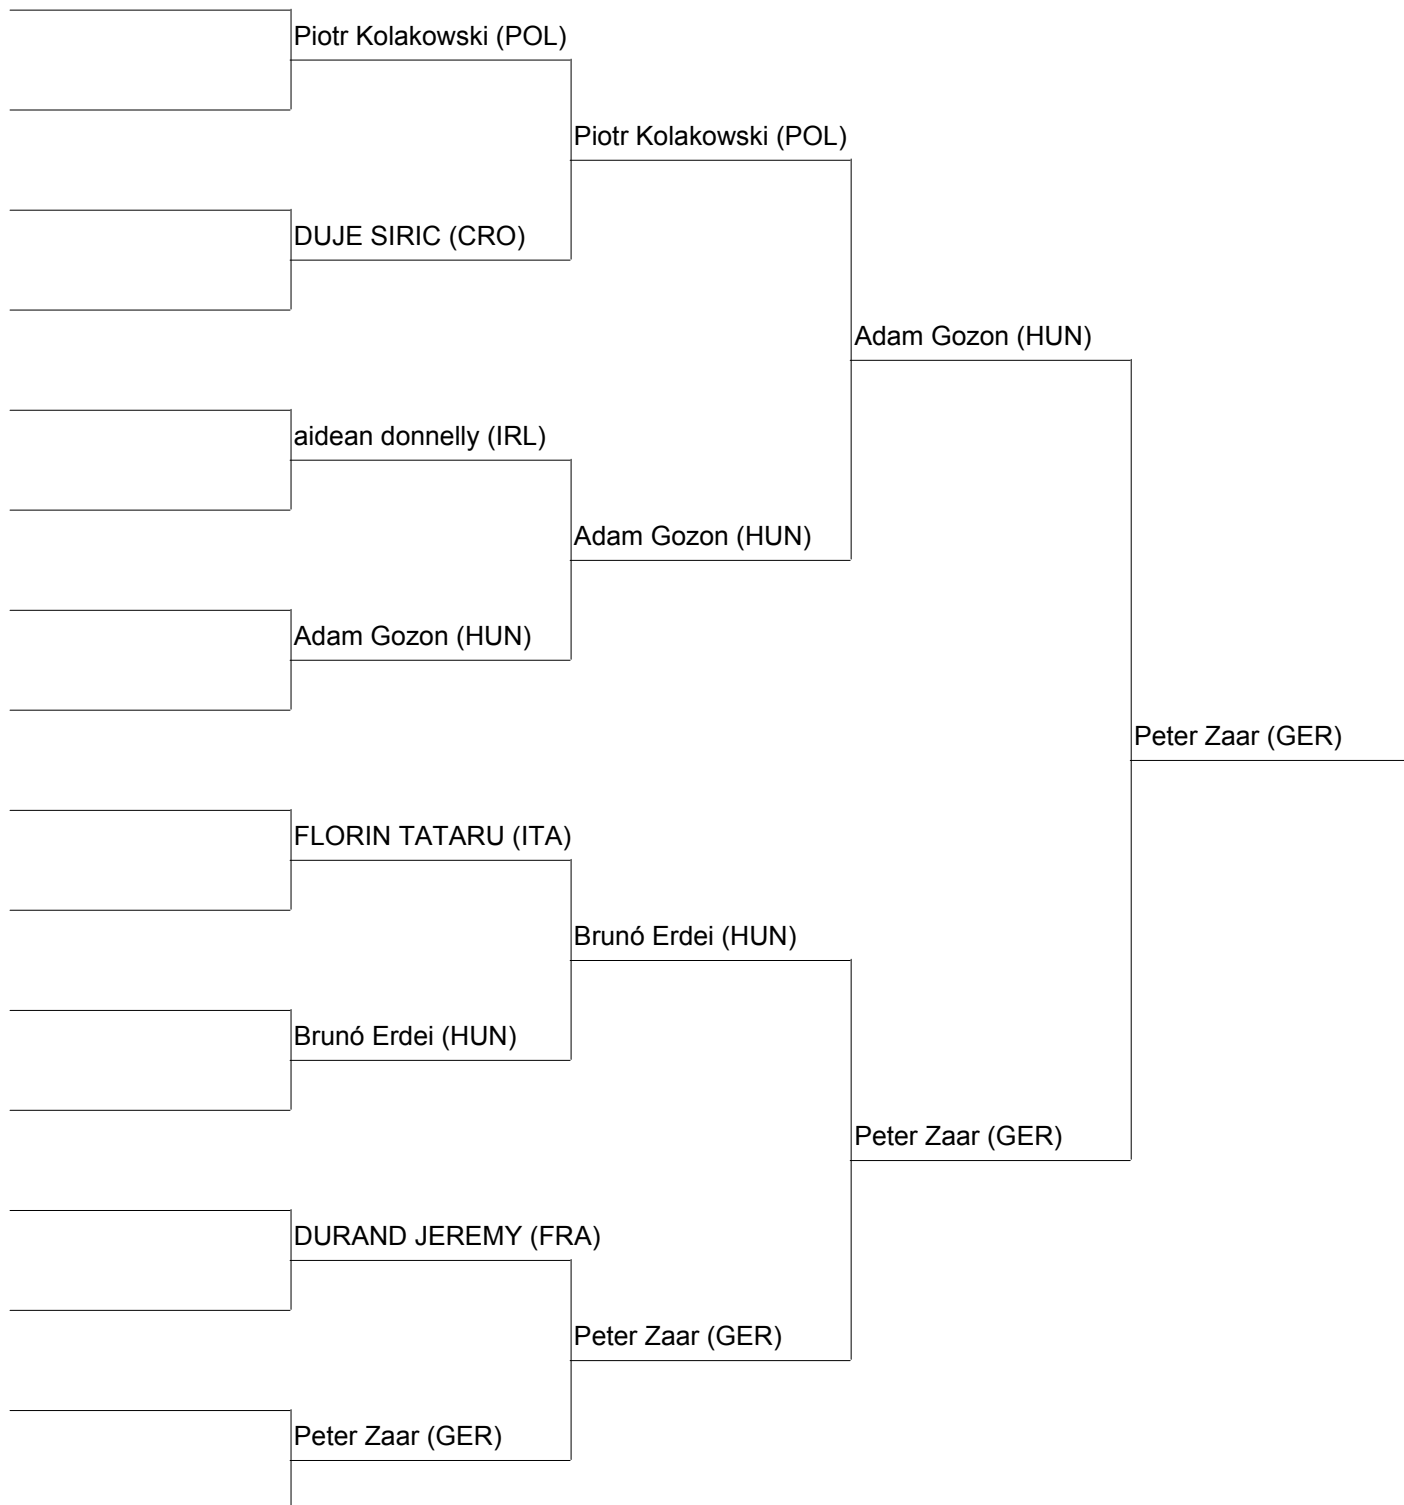 Piotr Kolakowski (POL)
Piotr Kolakowski (POL)
DUJE SIRIC (CRO)
Adam Gozon (HUN)
aidean donnelly (IRL)
Adam Gozon (HUN)
Adam Gozon (HUN)
Peter Zaar (GER)
FLORIN TATARU (ITA)
Brunó Erdei (HUN)
Brunó Erdei (HUN)
Peter Zaar (GER)
DURAND JEREMY (FRA)
Peter Zaar (GER)
Peter Zaar (GER)